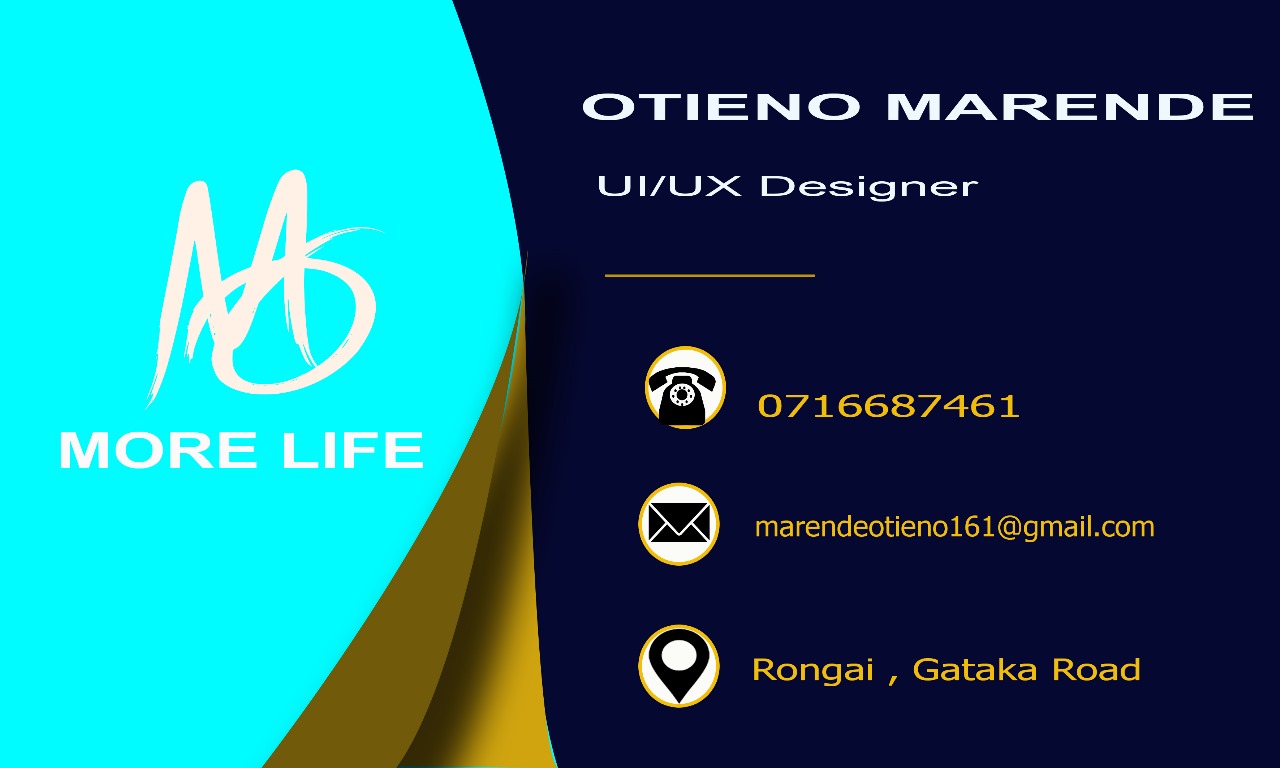 MORE LIFE
OTIENO MARENDE
UI/UX Designer
0716687461
marendeotieno161@gmail.com
Rongai , Gataka Road